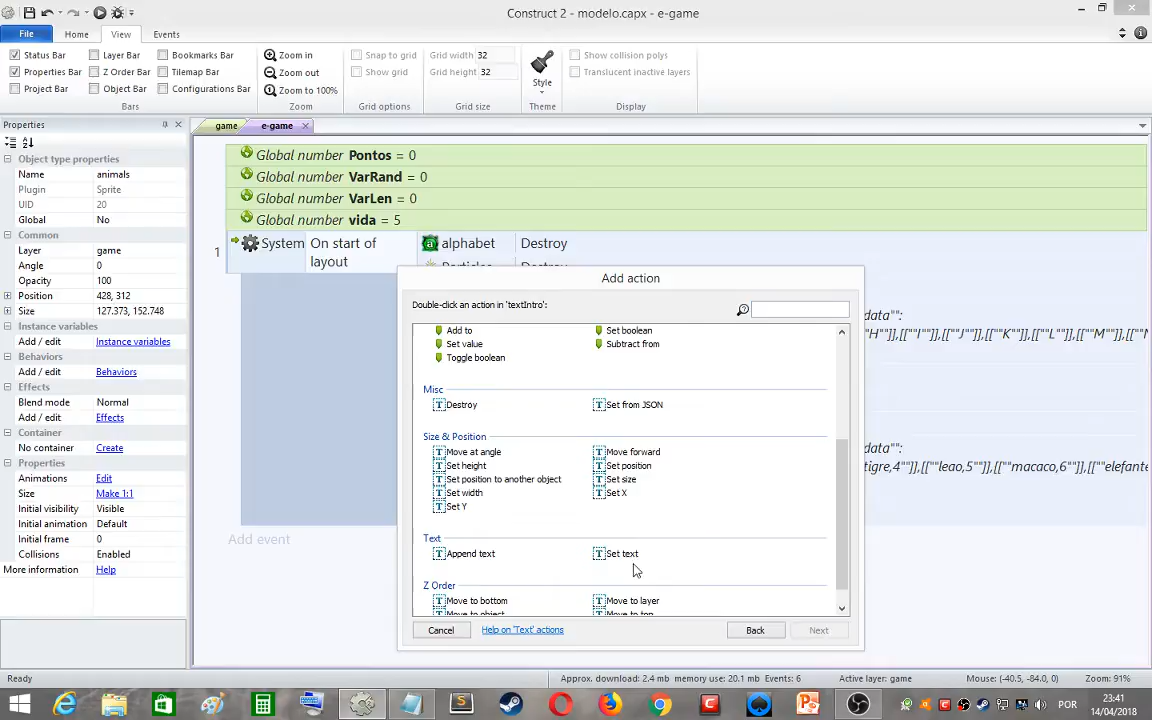 Construct 2 - modelo.capx - e-game
File Home View Events
Status Bar Layer Bar Bookmarks Bar
Properties Bar Z Order Bar Tilemap Bar
Project Bar Object Bar Configurations Bar
Bars
Zoom in
Zoom out
Zoom to 100%
Zoom
Snap to grid
Show grid
Grid options
Grid width 32
Grid height 32
Grid size
Style
Theme
Show collision polys
Translucent inactive layers
Display
Properties
Object type properties
Name animals
Plugin Sprite
UID 20
Global No
Common
Layer game
Angle 0
Opacity 100
Position 428, 312
Size 127.373, 152.748
Instance variables
Add / edit Instance variables
Behaviors
Add / edit Behaviors
Effects
Blend mode Normal
Add / edit Effects
Container
No container Create
Properties
Animations Edit
Size Make 1:1
Initial visibility Visible
Initial animation Default
Initial frame 0
Collisions Enabled
More information Help
game e-game
Global number Pontos = 0
Global number VarRand = 0
Global number VarLen = 0
Global number vida = 5
1 System On start of layout alphabet Destroy
Particles Destroy
data"":
"H""]],[[""I""]],[[""J""]],[[""K""]],[[""L""]],[[""M""]],[[""N
data"":
tigre,4""]],[[""leao,5""]],[[""macaco,6""]],[[""elefante
Add event
Add action
Double-click an action in 'textIntro':
Add to Set boolean
Set value Subtract from
Toggle boolean
Misc
Destroy Set from JSON
Size & Position
Move at angle Move forward
Set height Set position
Set position to another object Set size
Set width Set X
Set Y
Text
Append text Set text
Z Order
Move to bottom Move to layer
Move to object Move to top
Cancel Help on 'Text' actions Back Next
Ready Approx. download: 2.4 mb memory use: 20.1 mb Events: 6 Active layer: game Mouse: (-40.5, -84.0, 0) Zoom: 91%
POR
23:41
14/04/2018